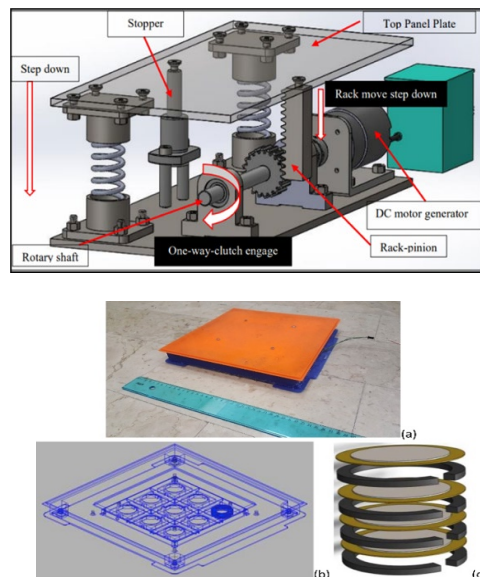 Stopper
Top Panel Plate
Step down
Rack move step
down
DC motor generator
Rack-pinion
One-way-clutch engage
Rotary shaft
(a)
(b)
(c